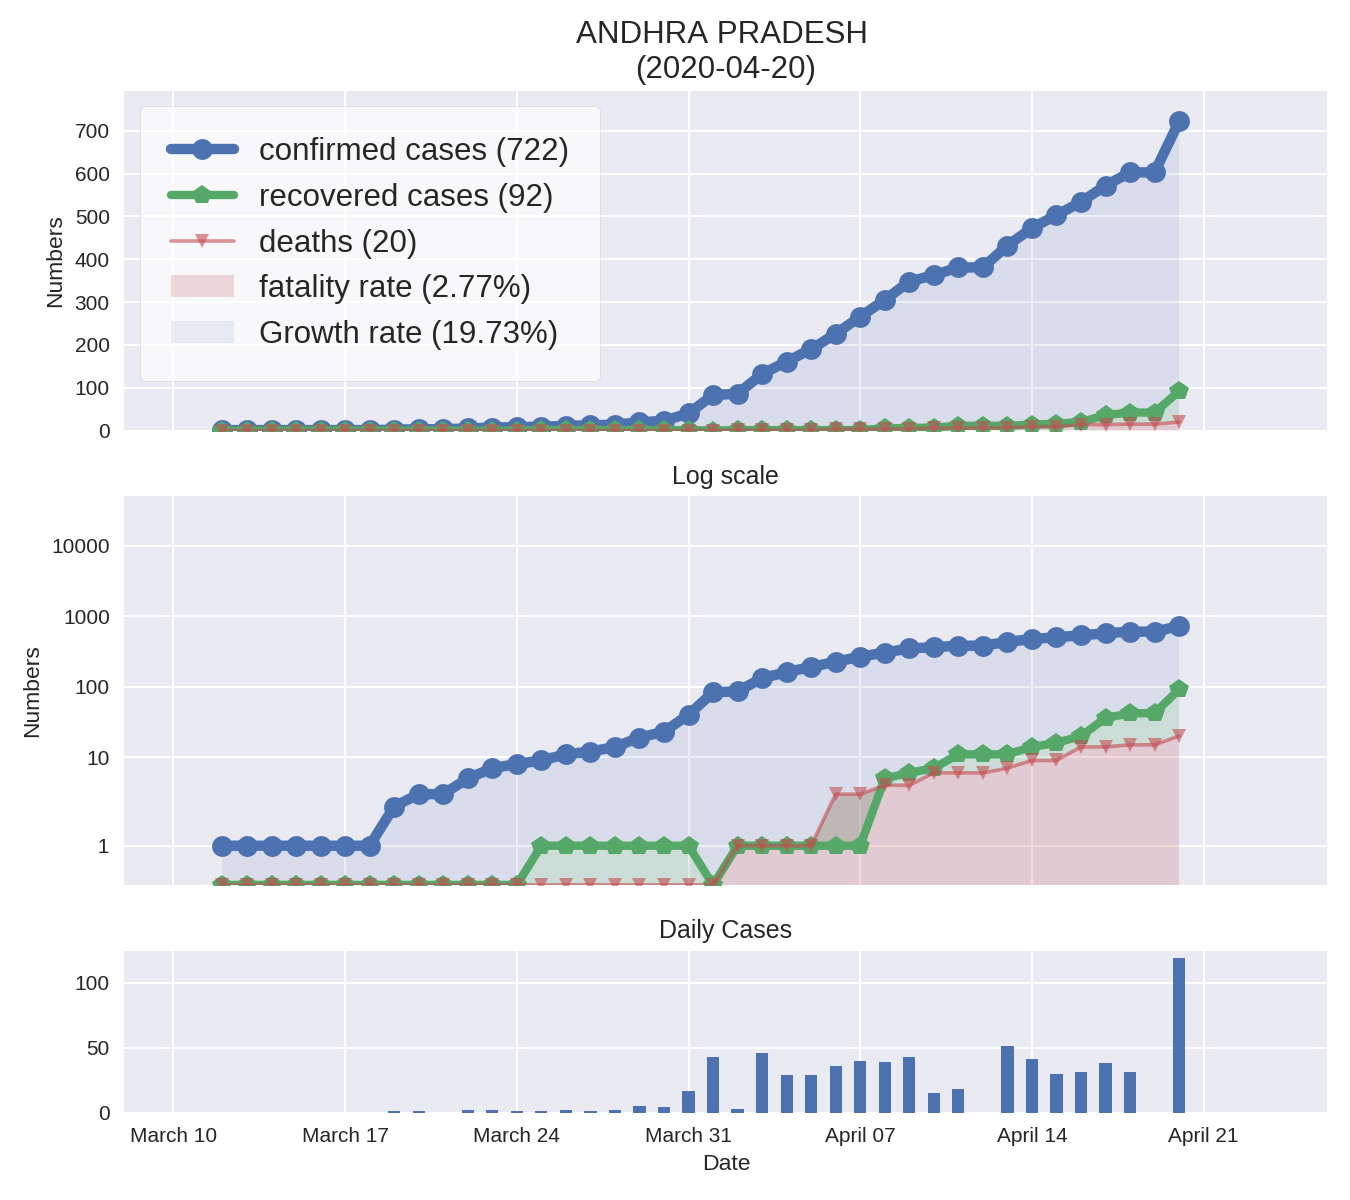 ANDHRA PRADESH
(2020-04-20)
700
600
500
400
300
200
100
0
Numbers
confirmed cases (722)
recovered cases (92)
deaths (20)
fatality rate (2.77%)
Growth rate (19.73%)
Log scale
10000
1000
100
10
1
Numbers
Daily Cases
100
50
0
March 10 March 17 March 24 March 31 April 07 April 14 April 21
Date